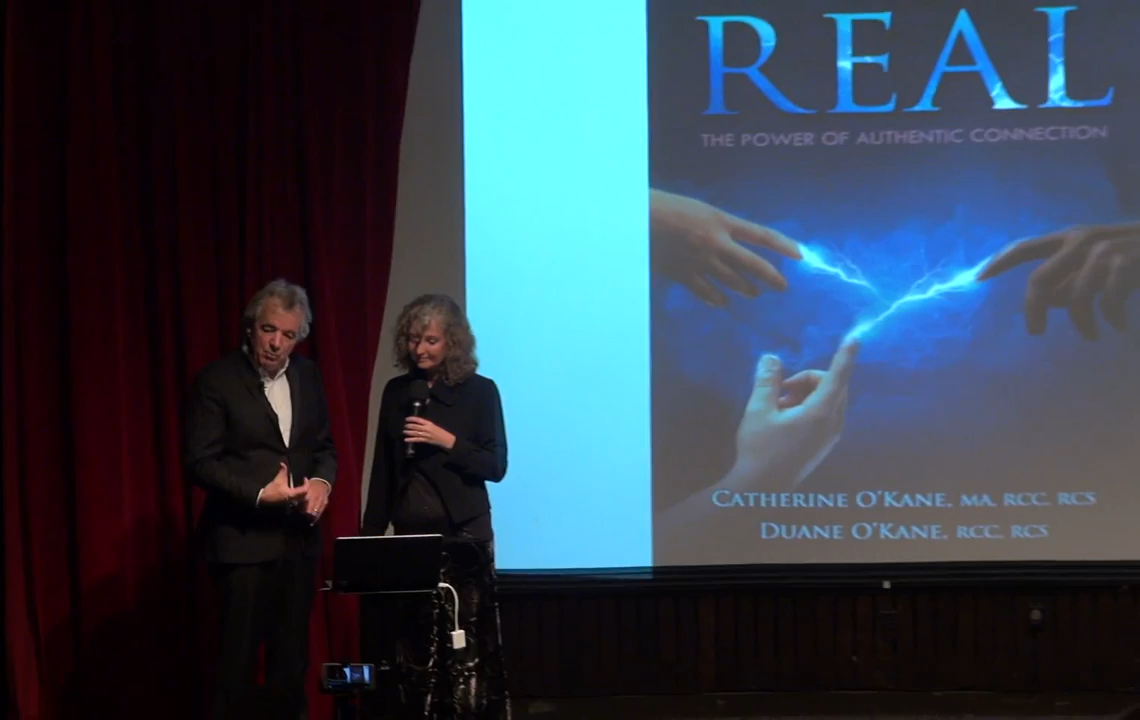 REAL
THE POWER OF AUTHENTIC CONNECTION
CATHERINE O'KANE, MA, RCC, RCS
DUANE O'KANE, RCC, RCS